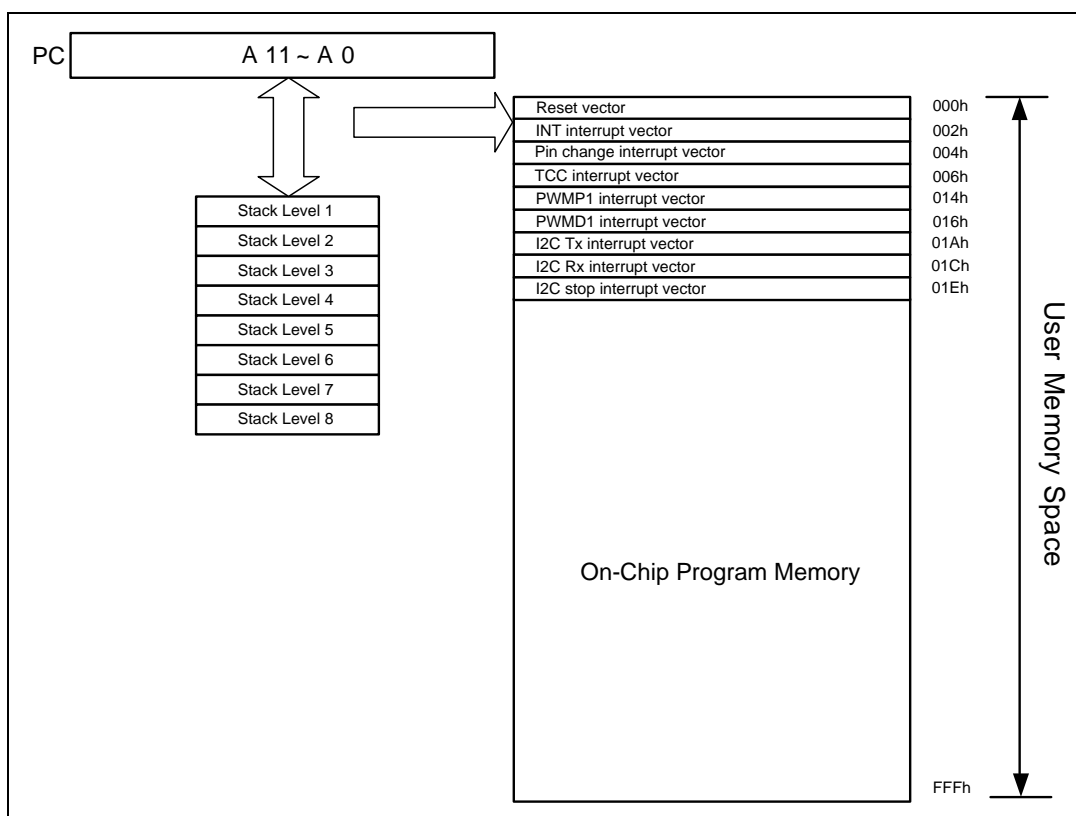 PC
A 11 ~ A 0
Stack Level 1
Stack Level 2
Stack Level 3
Stack Level 4
Stack Level 5
Stack Level 6
Stack Level 7
Stack Level 8
Reset vector 000h
INT interrupt vector 002h
Pin change interrupt vector 004h
TCC interrupt vector 006h
PWMP1 interrupt vector 014h
PWMD1 interrupt vector 016h
I2C Tx interrupt vector 01Ah
I2C Rx interrupt vector 01Ch
I2C stop interrupt vector 01Eh
On-Chip Program Memory
FFFh
User Memory Space